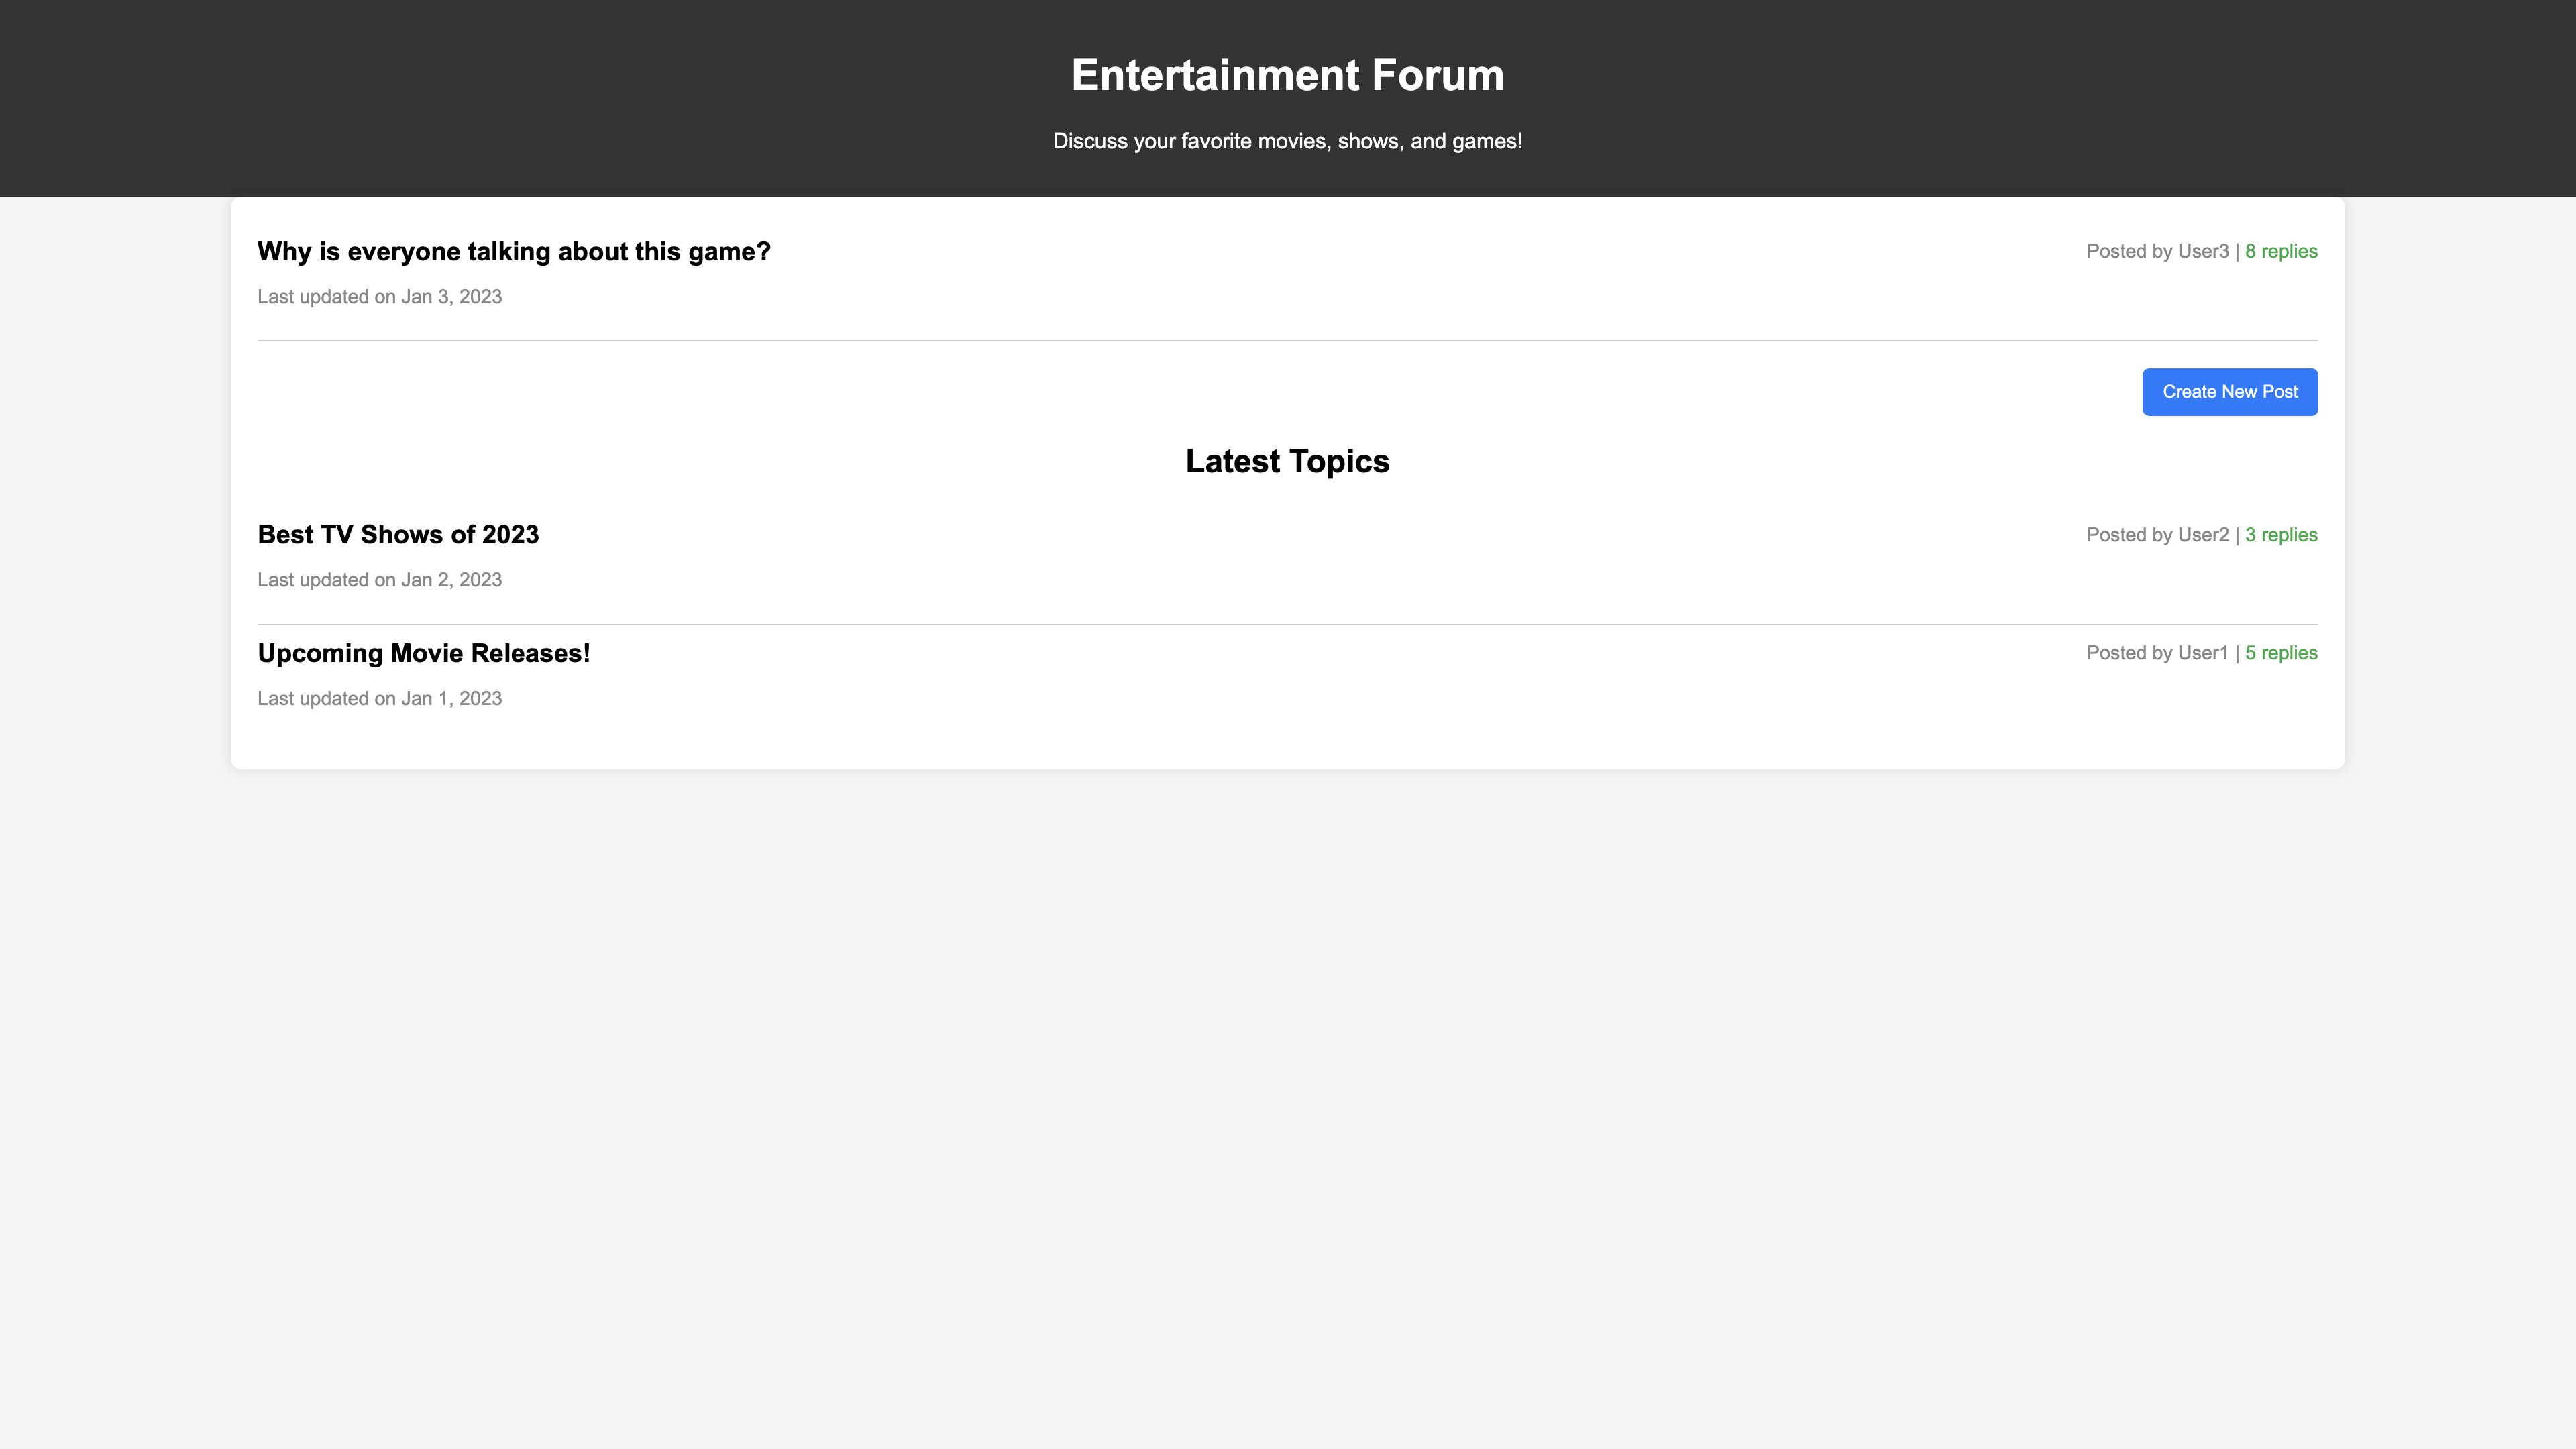 Entertainment Forum
Discuss your favorite movies, shows, and games!
Why is everyone talking about this game?
Posted by User3 | 8 replies
Last updated on Jan 3, 2023
Create New Post
Latest Topics
Best TV Shows of 2023
Posted by User2 | 3 replies
Last updated on Jan 2, 2023
Upcoming Movie Releases!
Posted by User1 | 5 replies
Last updated on Jan 1, 2023